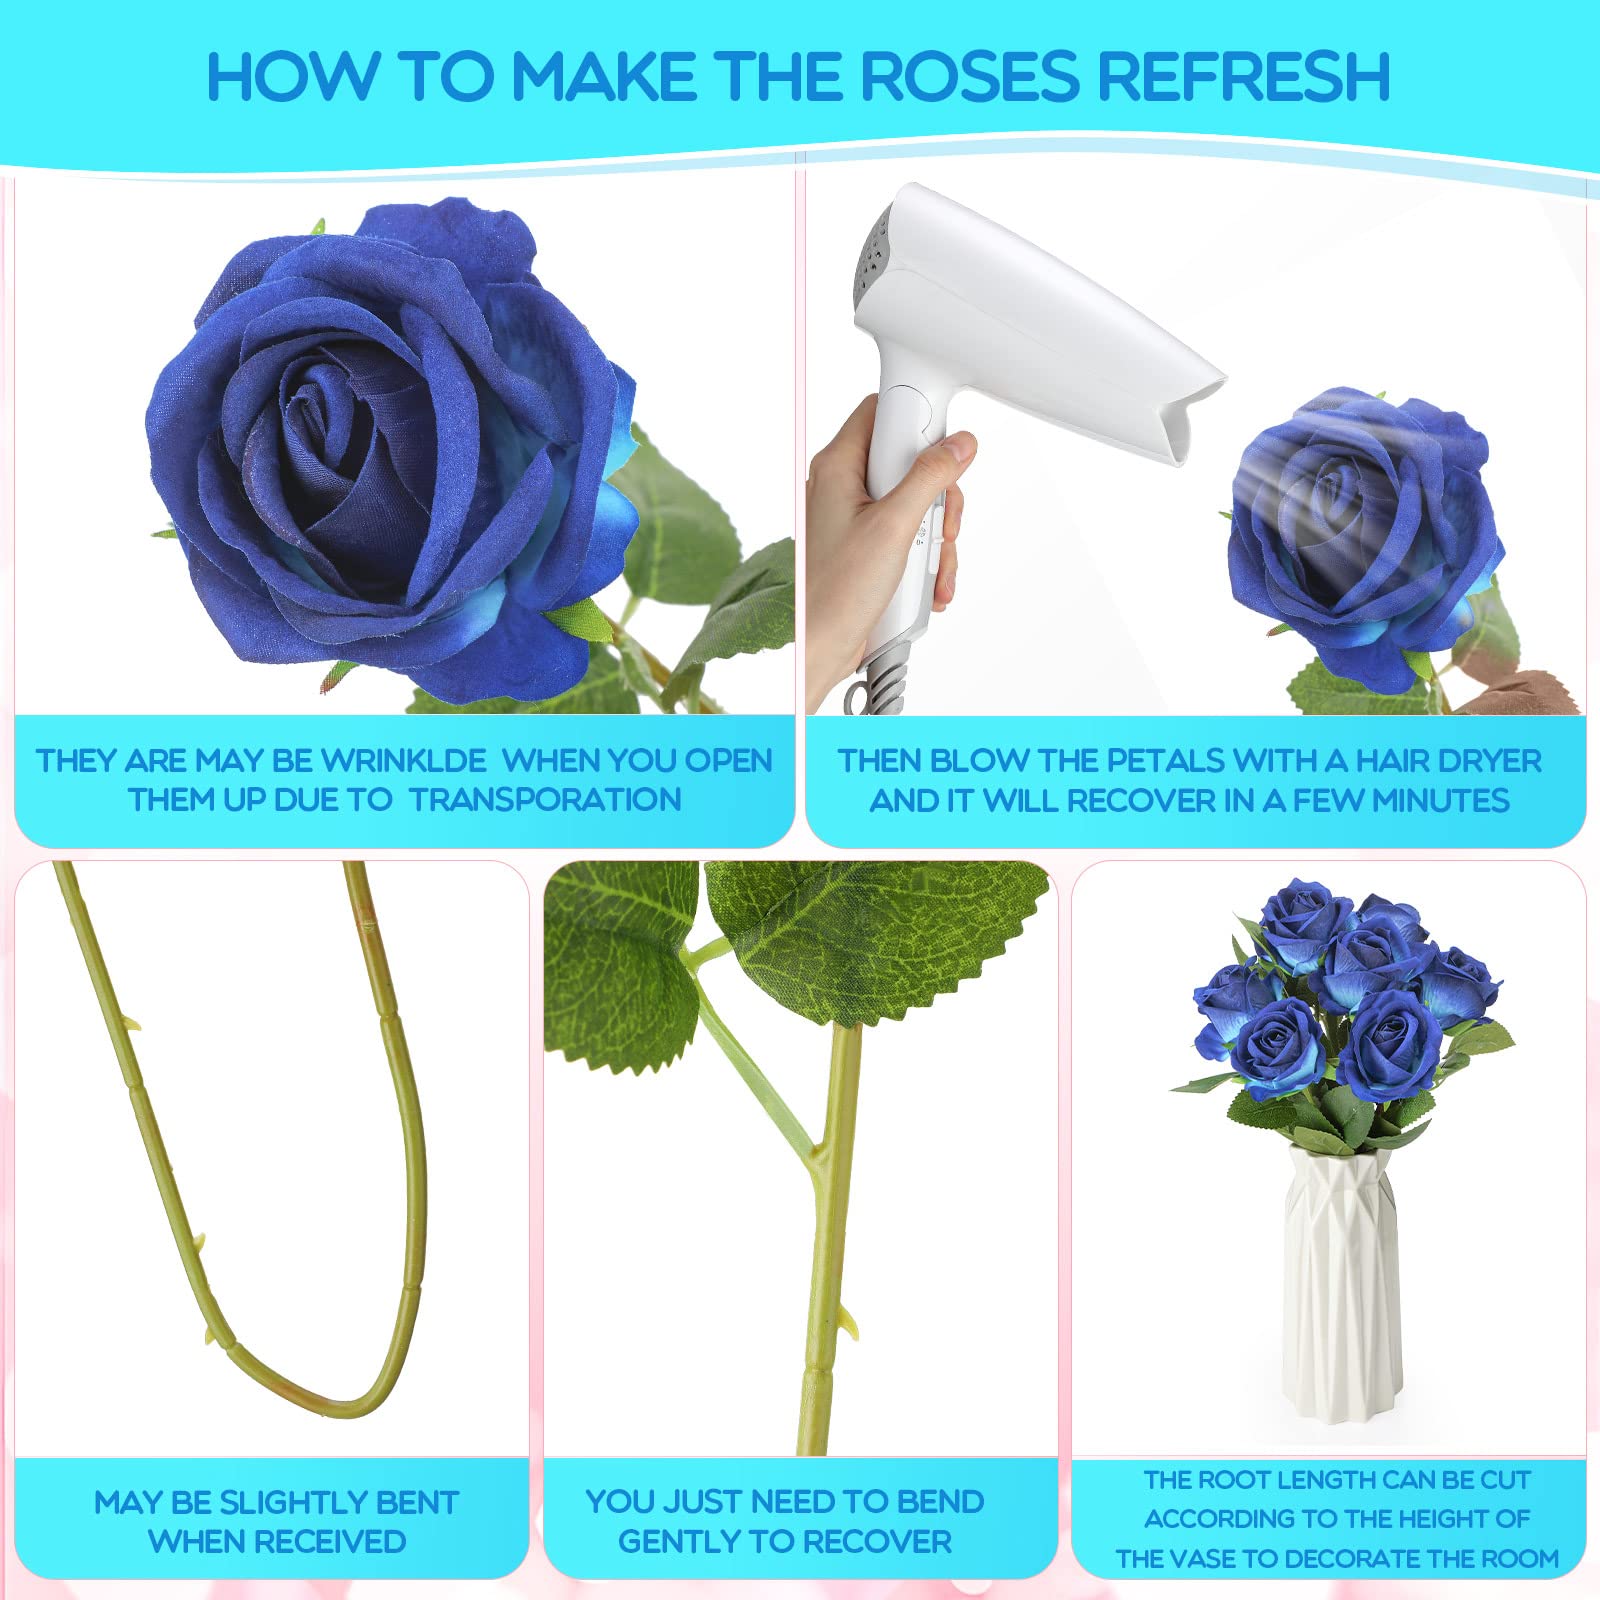 HOW TO MAKE THE ROSES REFRESH
THEY ARE MAY BE WRINKLDE WHEN YOU OPEN
THEM UP DUE TO TRANSPORATION
THEN BLOW THE PETALS WITH A HAIR DRYER
AND IT WILL RECOVER IN A FEW MINUTES
MAY BE SLIGHTLY BENT
WHEN RECEIVED
YOU JUST NEED TO BEND
GENTLY TO RECOVER
THE ROOT LENGTH CAN BE CUT
ACCORDING TO THE HEIGHT OF
THE VASE TO DECORATE THE ROOM